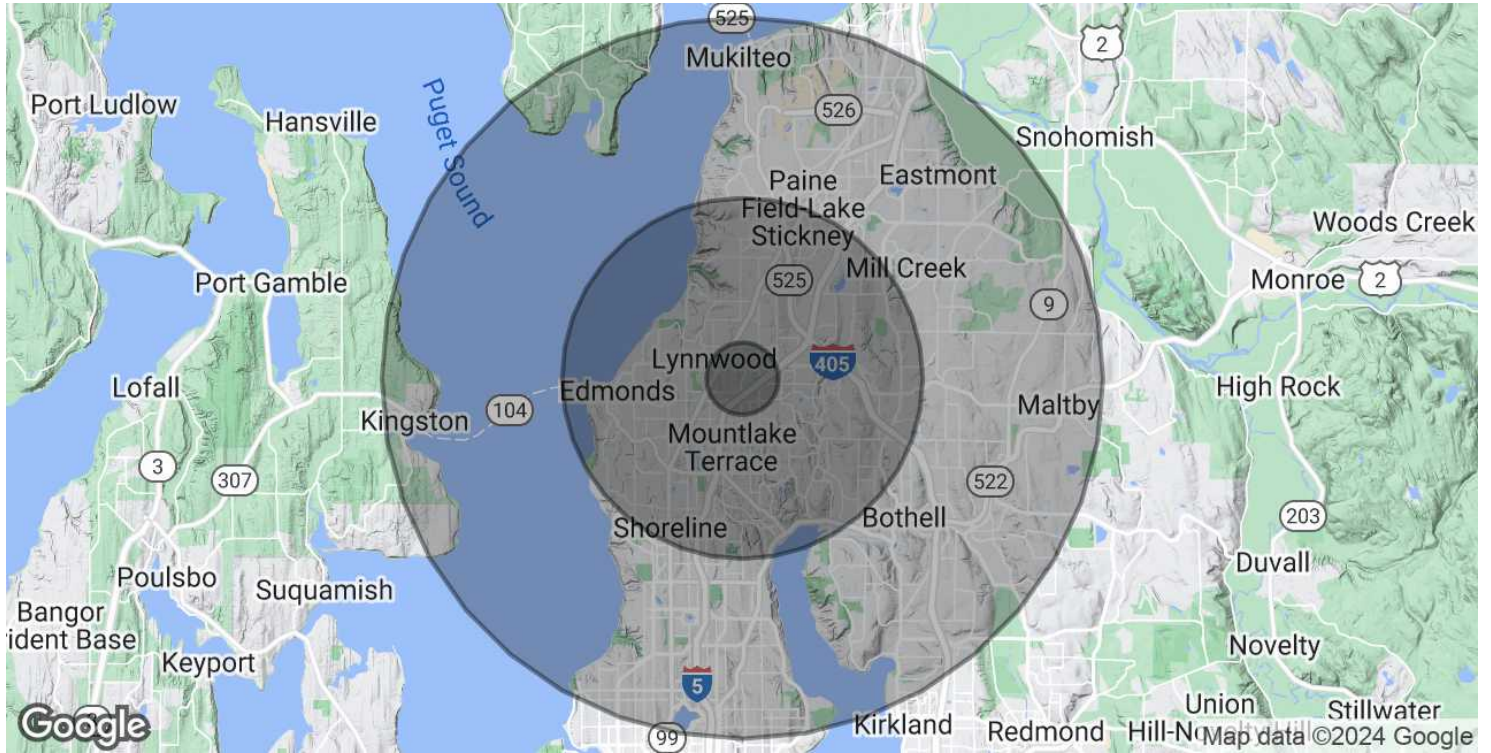 525
Mukilteo
2
Port Ludlow
Hansville
526
Puget Sound
Snohomish
Paine
Field-Lake
Stickney
Eastmont
Woods Creek
Port Gamble
525
Mill Creek
9
Monroe
2
Lynnwood
405
Lofall
Edmonds
High Rock
104
Kingston
Maltby
Mountlake
Terrace
3
307
522
Shoreline
Bothell
203
Duvall
Poulsbo
Suquamish
Bangor
rident Base
Keyport
Novelty
5
Union
Hill-No
Stillwater
Google
99
Kirkland
Redmond
Map data ©2024 Google